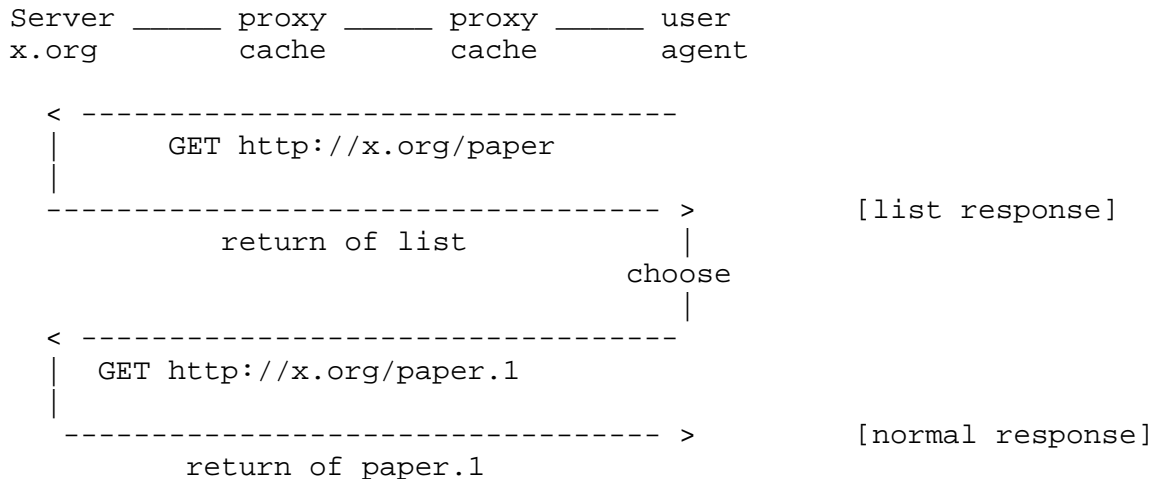 Server _____ proxy _____ proxy _____ user
x.org cache cache agent
< ----------------------------------
| GET http://x.org/paper
|
----------------------------------- > [list response]
return of list |
choose
|
< ----------------------------------
| GET http://x.org/paper.1
|
---------------------------------- > [normal response]
return of paper.1